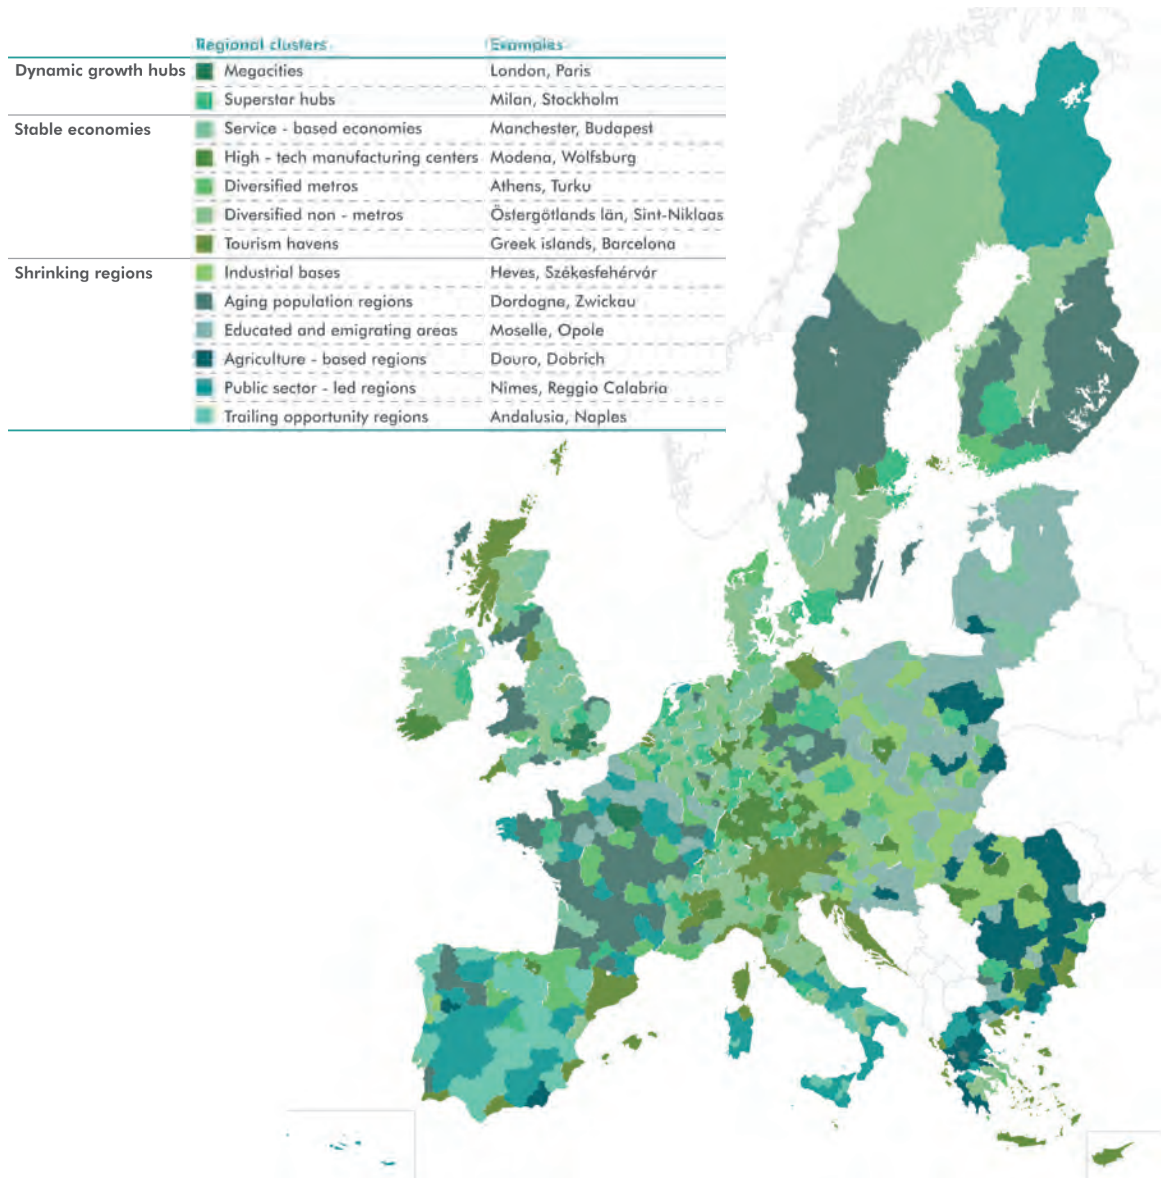 Regional clusters Examples
Dynamic growth hubs Megacities London, Paris
Superstar hubs Milan, Stockholm
Stable economies Service - based economies Manchester, Budapest
High - tech manufacturing centers Modena, Wolfsburg
Diversified metros Athens, Turku
Diversified non - metros Östergötlands län, Sint-Niklaas
Tourism havens Greek islands, Barcelona
Shrinking regions Industrial bases Heves, Székesfehérvár
Aging population regions Dordogne, Zwickau
Educated and emigrating areas Moselle, Opole
Agriculture - based regions Douro, Dobrich
Public sector - led regions Nîmes, Reggio Calabria
Trailing opportunity regions Andalusia, Naples